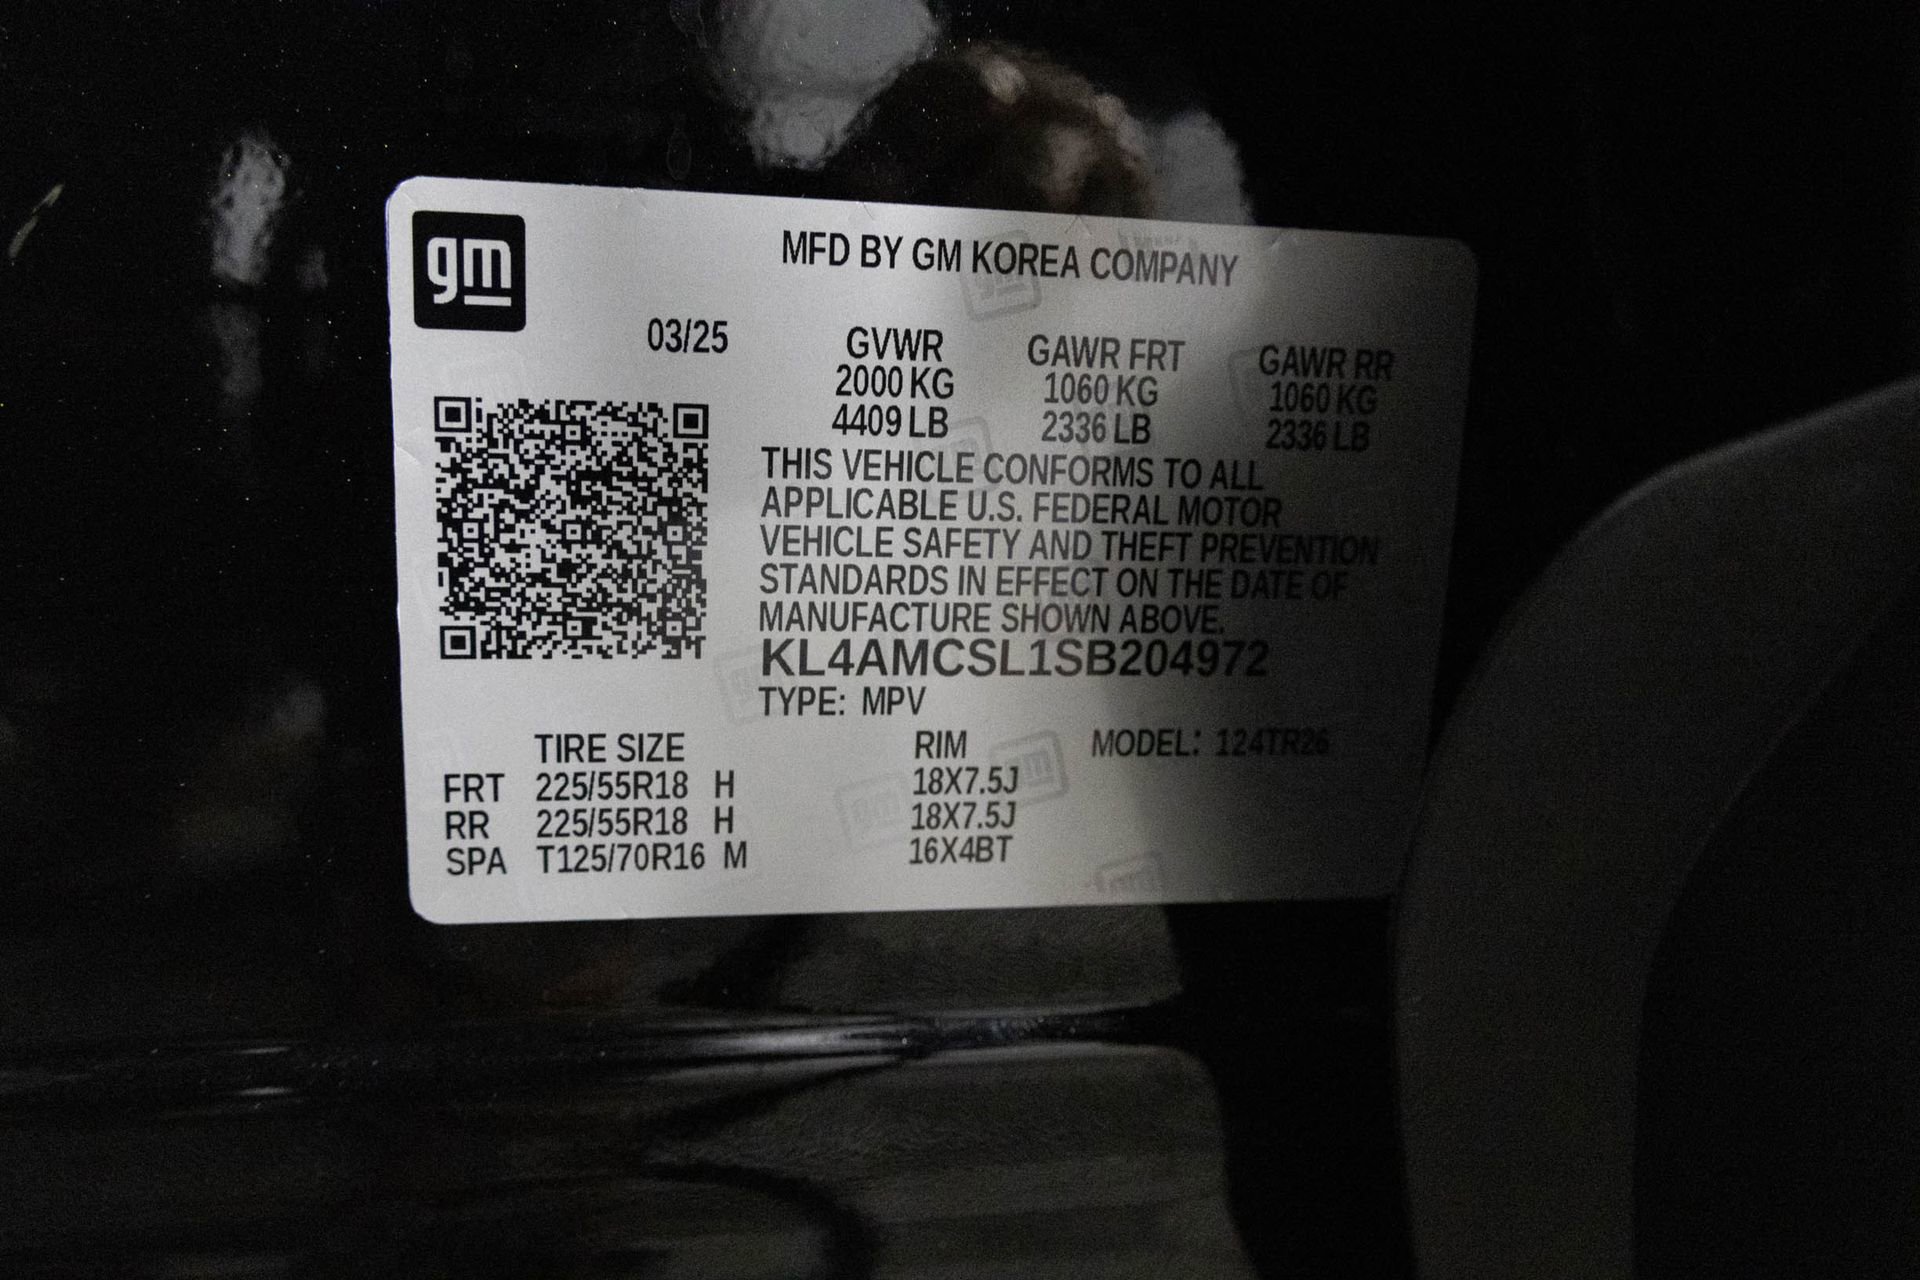 gm
MFD BY GM KOREA COMPANY
03/25
GVWR GAWR FRT GAWR RR
2000 KG 1060 KG 1060 KG
4409 LB 2336 LB 2336 LB
THIS VEHICLE CONFORMS TO ALL
APPLICABLE U.S. FEDERAL MOTOR
VEHICLE SAFETY AND THEFT PREVENTION
STANDARDS IN EFFECT ON THE DATE OF
MANUFACTURE SHOWN ABOVE.
KL4AMCSL1SB204972
TYPE: MPV
TIRE SIZE RIM MODEL: 124TR26
FRT 225/55R18 H 18X7.5J
RR 225/55R18 H 18X7.5J
SPA T125/70R16 M 16X4BT